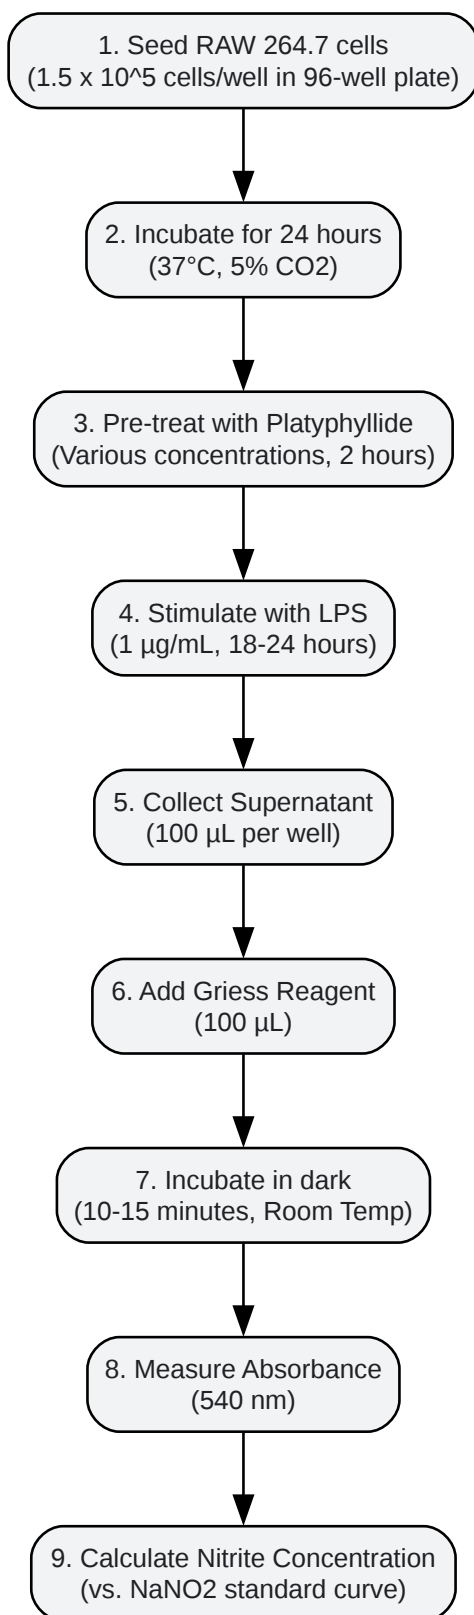 1. Seed RAW 264.7 cells
(1.5 x 10^5 cells/well in 96-well plate)
2. Incubate for 24 hours
(37°C, 5% CO2)
3. Pre-treat with Platyphyllide
(Various concentrations, 2 hours)
4. Stimulate with LPS
(1 µg/mL, 18-24 hours)
5. Collect Supernatant
(100 µL per well)
6. Add Griess Reagent
(100 µL)
7. Incubate in dark
(10-15 minutes, Room Temp)
8. Measure Absorbance
(540 nm)
9. Calculate Nitrite Concentration
(vs. NaNO2 standard curve)